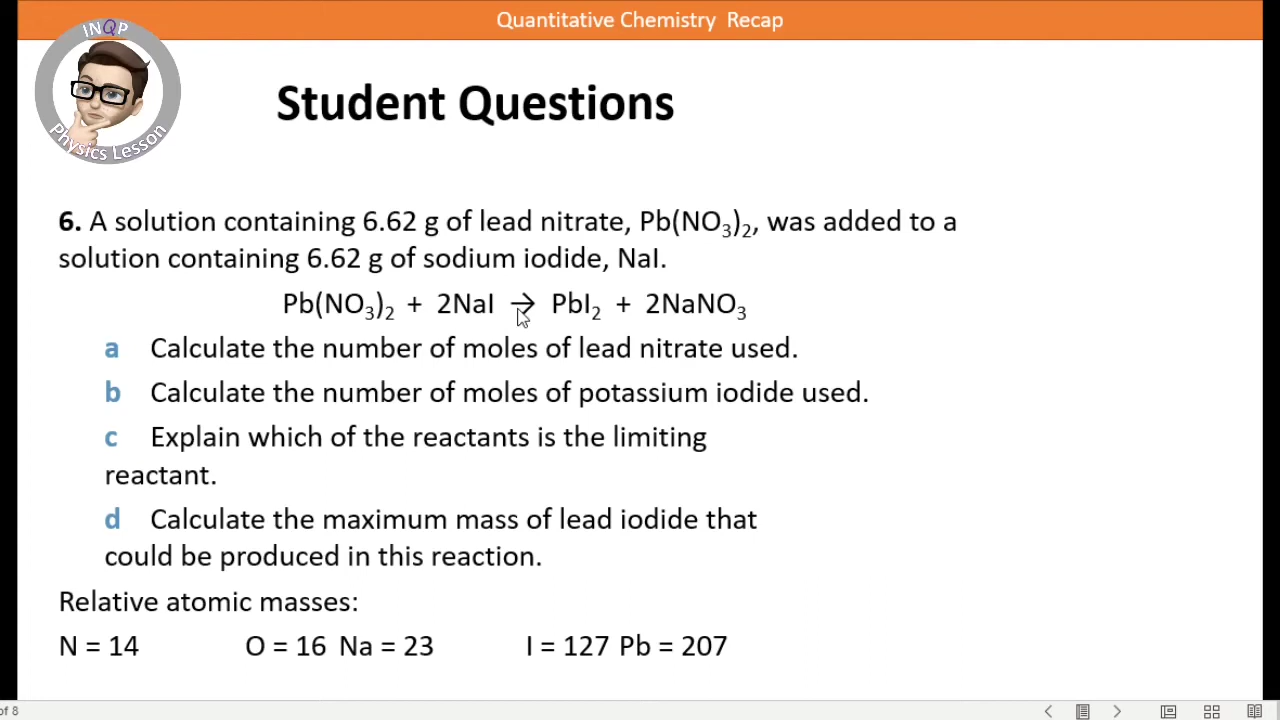 Quantitative Chemistry  Recap
INQP
Physics Lesson
Student Questions
6. A solution containing 6.62 g of lead nitrate, Pb(NO₃)₂, was added to a
solution containing 6.62 g of sodium iodide, NaI.
Pb(NO₃)₂ + 2NaI → PbI₂ + 2NaNO₃
a Calculate the number of moles of lead nitrate used.
b Calculate the number of moles of potassium iodide used.
c Explain which of the reactants is the limiting
reactant.
d Calculate the maximum mass of lead iodide that
could be produced in this reaction.
Relative atomic masses:
N = 14 O = 16 Na = 23 I = 127 Pb = 207
of 8